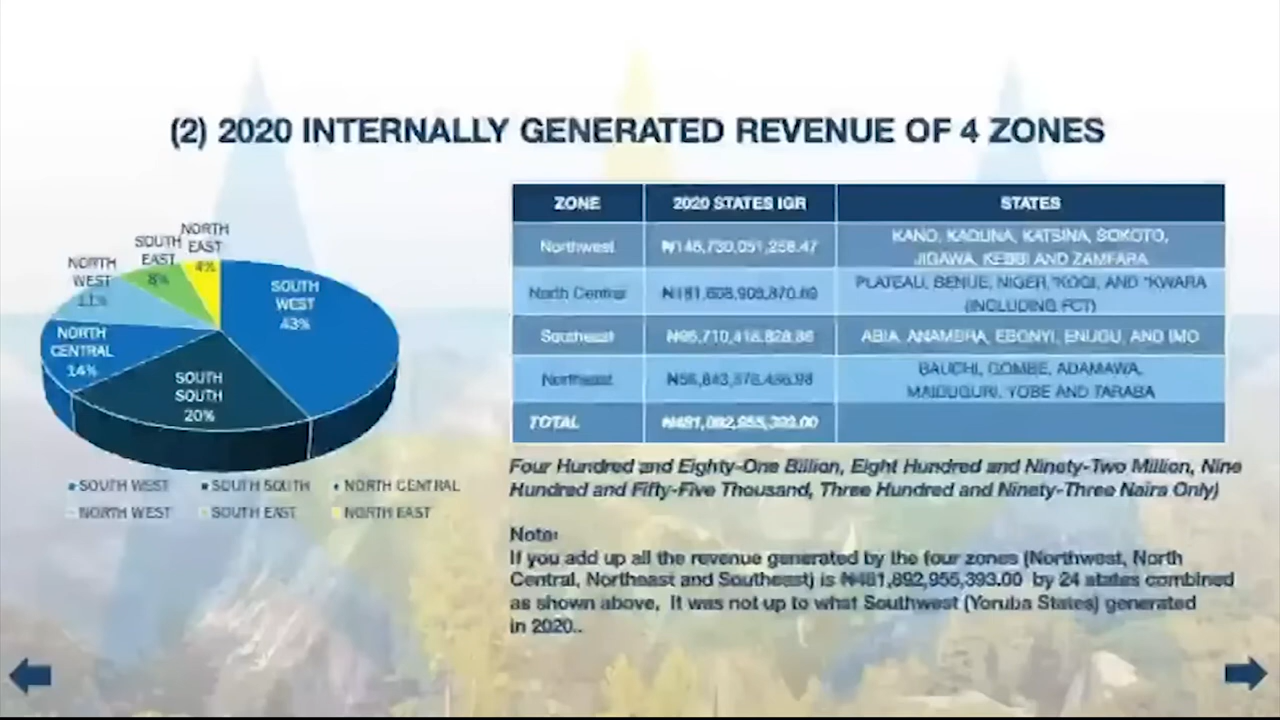 (2) 2020 INTERNALLY GENERATED REVENUE OF 4 ZONES
NORTH
EAST
4%
SOUTH
EAST
8%
NORTH
WEST
11%
SOUTH
WEST
43%
NORTH
CENTRAL
14%
SOUTH
SOUTH
20%
SOUTH WEST SOUTH SOUTH NORTH CENTRAL
NORTH WEST SOUTH EAST NORTH EAST
ZONE 2020 STATES IGR STATES
Northwest KANO, KADUNA, KATSINA, SOKOTO,
JIGAWA, KEBBI AND ZAMFARA
North Central PLATEAU, BENUE, NIGER, *KOGI, AND *KWARA
(INCLUDING FCT)
Southeast ABIA, ANAMBRA, EBONYI, ENUGU, AND IMO
Northeast BAUCHI, GOMBE, ADAMAWA,
MAIDUGURI, YOBE AND TARABA
TOTAL
Four Hundred and Eighty-One Billion, Eight Hundred and Ninety-Two Million, Nine
Hundred and Fifty-Five Thousand, Three Hundred and Ninety-Three Naira Only)
Note:
If you add up all the revenue generated by the four zones (Northwest, North
Central, Northeast and Southeast) is ₦481,892,955,393.00 by 24 states combined
as shown above, It was not up to what Southwest (Yoruba States) generated
in 2020..